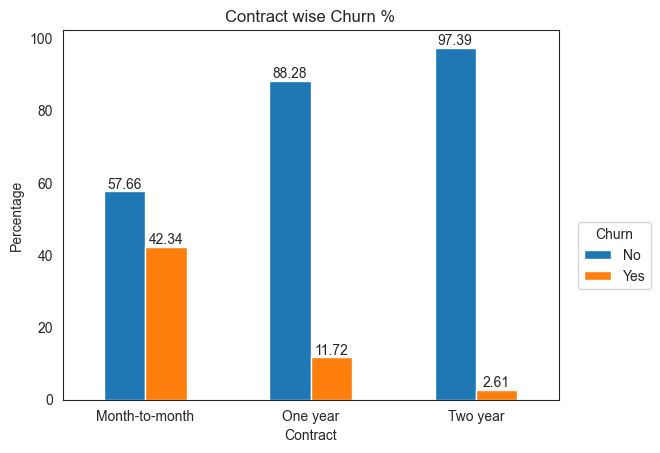 Contract wise Churn %
Percentage
100
80
60
40
20
0
57.66
42.34
88.28
11.72
97.39
2.61
Month-to-month
One year
Two year
Contract
Churn
No
Yes